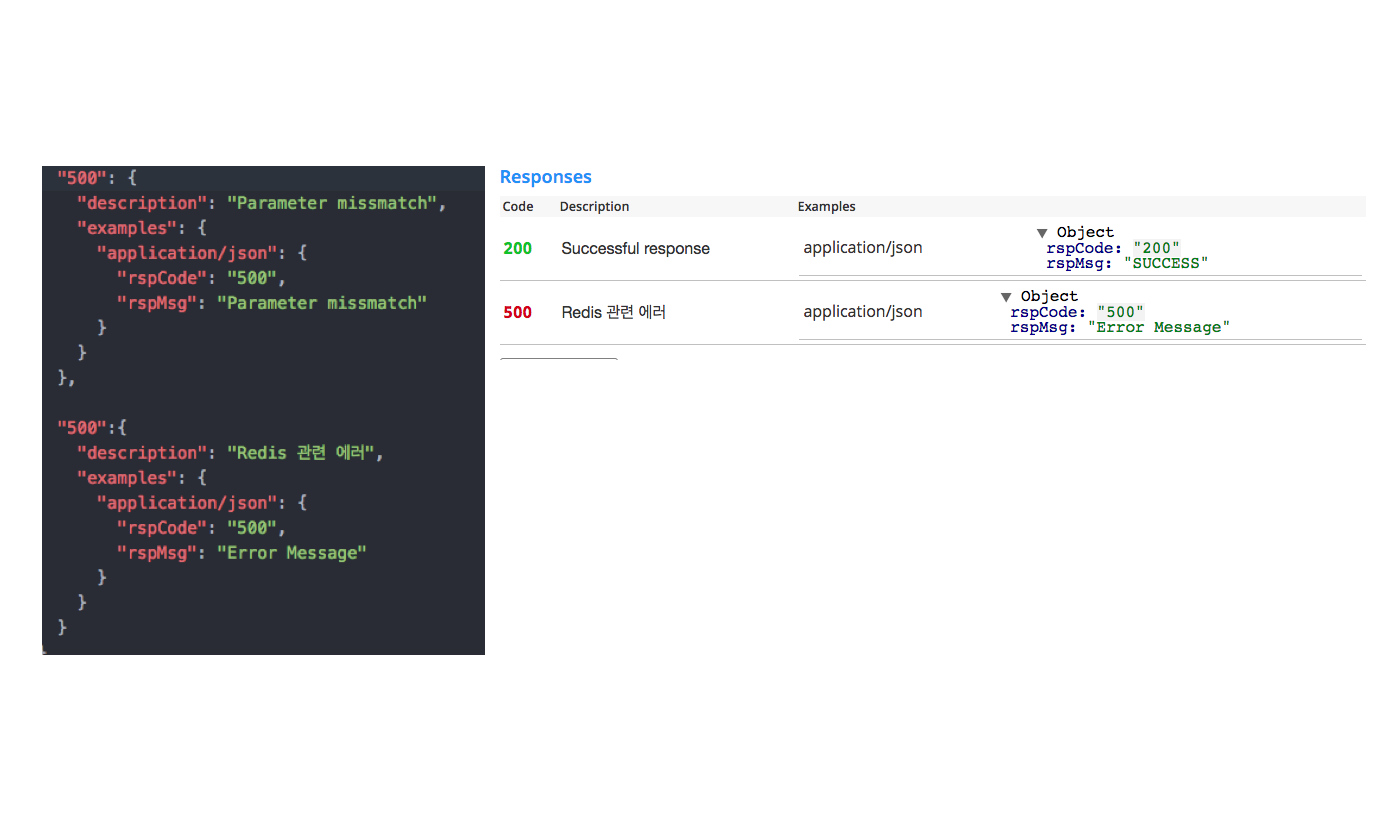 "500": {
"description": "Parameter missmatch",
"examples": {
"application/json": {
"rspCode": "500",
"rspMsg": "Parameter missmatch"
}
}
},
"500":{
"description": "Redis 관련 에러",
"examples": {
"application/json": {
"rspCode": "500",
"rspMsg": "Error Message"
}
}
}
Responses
Code Description Examples
200 Successful response application/json ▼ Object
rspCode: "200"
rspMsg: "SUCCESS"
500 Redis 관련 에러 application/json ▼ Object
rspCode: "500"
rspMsg: "Error Message"